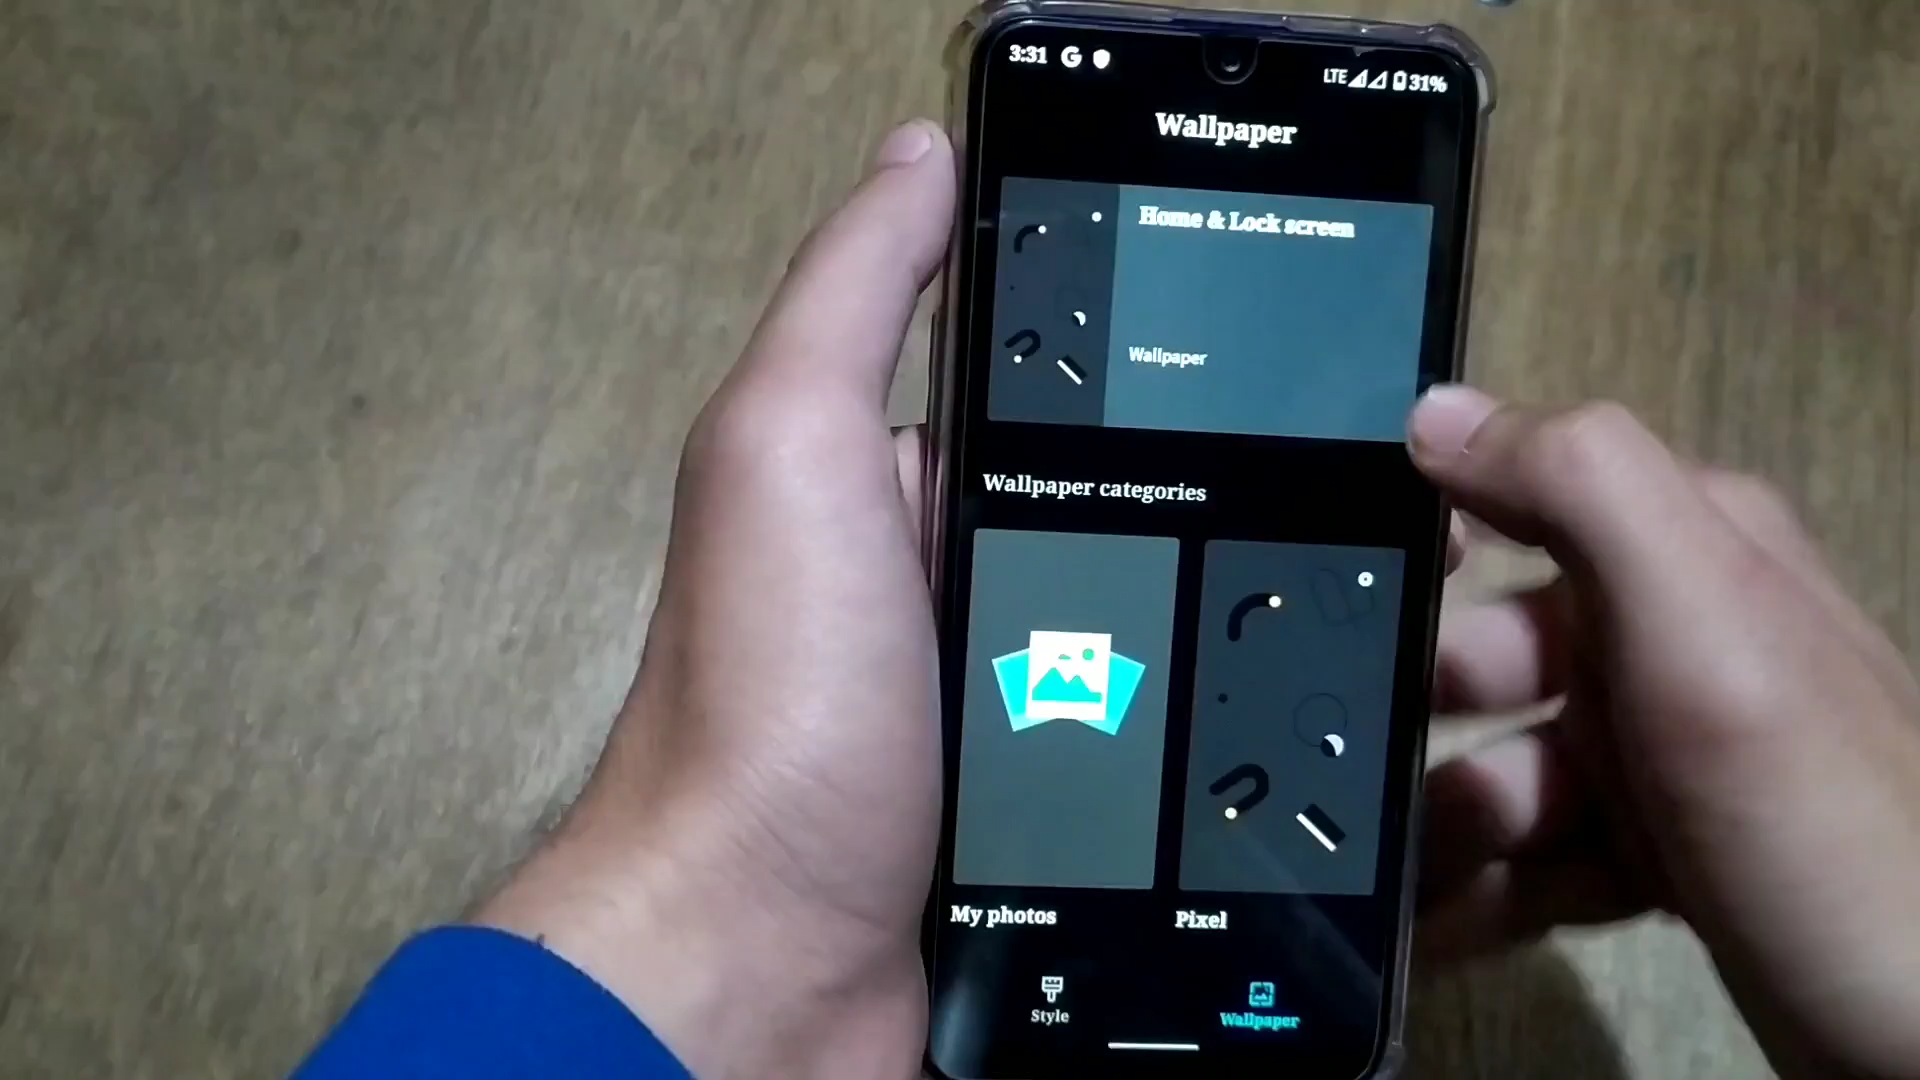 3:31 G LTE 31%
Wallpaper
Home & Lock screen
Wallpaper
Wallpaper categories
My photos
Pixel
Style
Wallpaper